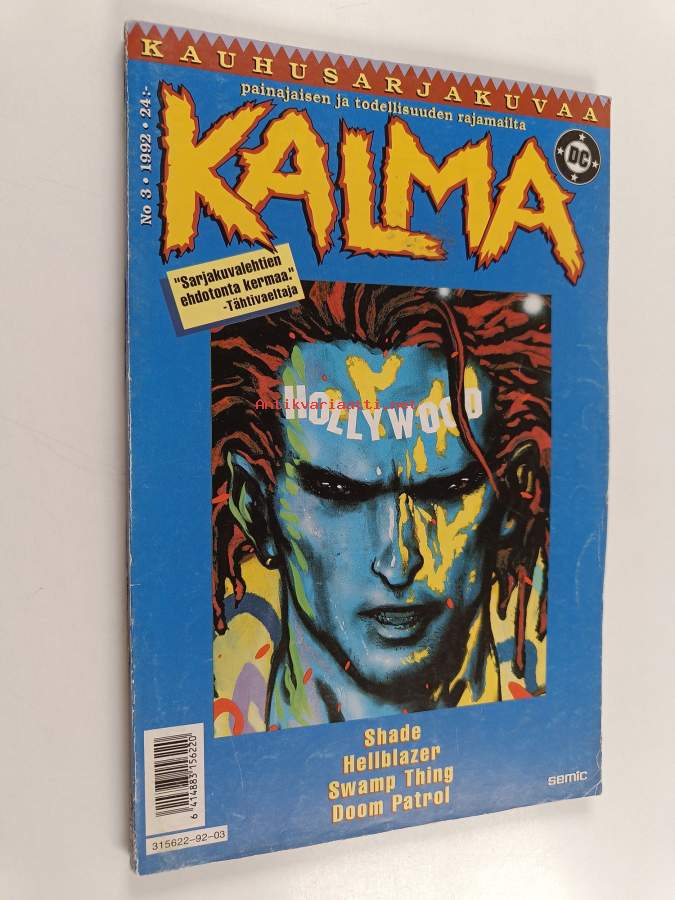 KAUHUSARJAKUVAA
painajaisen ja todellisuuden rajamailta
No 3 • 1992 • 24:-
KALMA
DC
"Sarjakuvalehtien
ehdotonta kermaa."
-Tähtivaeltaja
HOLLYWOOD
Antikvariaatti.net
Shade
Hellblazer
Swamp Thing
Doom Patrol
semic
6 414883 156220
315622-92-03